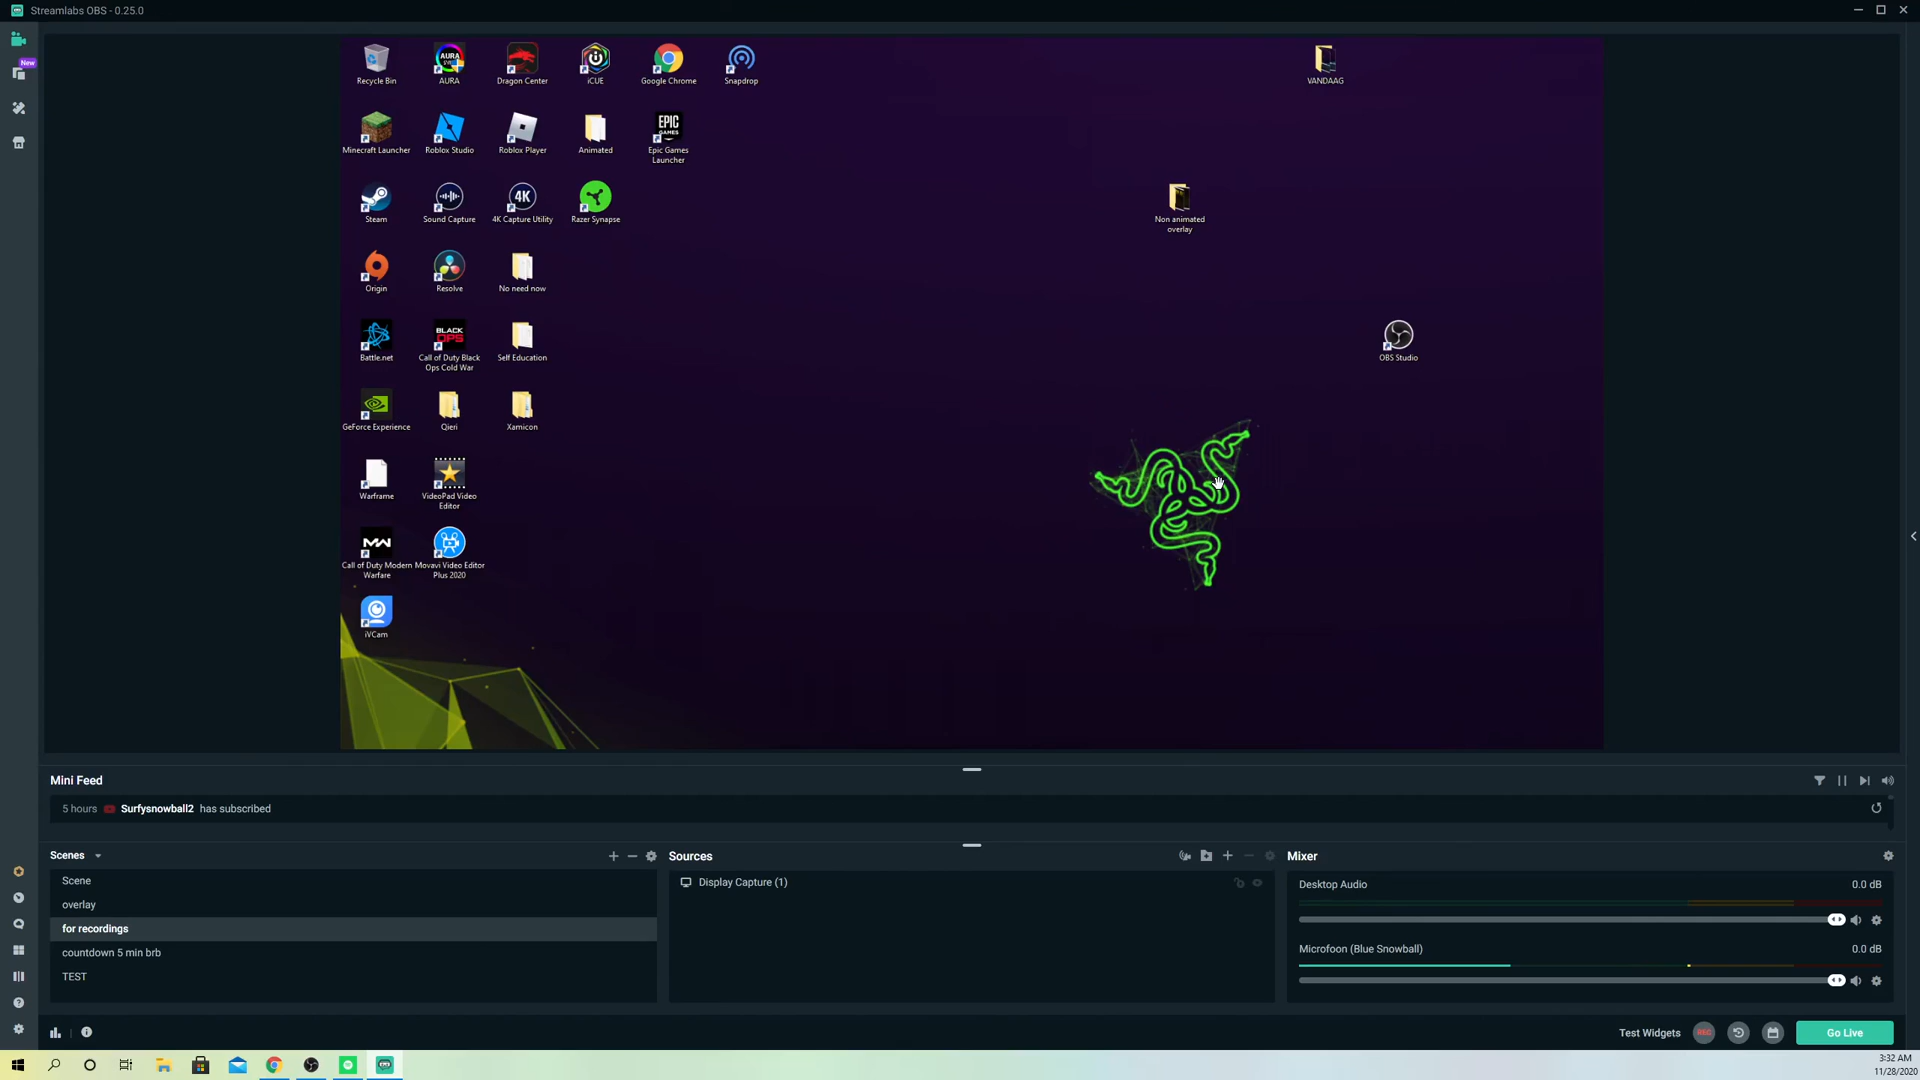 Streamlabs OBS - 0.25.0
New
Recycle Bin
AURA
Dragon Center
iCUE
Google Chrome
Snapdrop
VANDAAG
Minecraft Launcher
Roblox Studio
Roblox Player
Animated
EPIC
GAMES
Epic Games
Launcher
Steam
Sound Capture
4K
4K Capture Utility
Razer Synapse
Non animated
overlay
Origin
Resolve
No need now
Battle.net
BLACK
OPS
Call of Duty Black
Ops Cold War
Self Education
OBS Studio
GeForce Experience
Qieri
Xamicon
Warframe
VideoPad Video
Editor
MW
Call of Duty Modern
Warfare
Movavi Video Editor
Plus 2020
iVCam
Mini Feed
5 hours Surfysnowball2 has subscribed
Scenes
Scene
overlay
for recordings
countdown 5 min brb
TEST
Sources
Display Capture (1)
Mixer
Desktop Audio 0.0 dB
Microfoon (Blue Snowball) 0.0 dB
Test Widgets REC Go Live
3:32 AM
11/28/2020